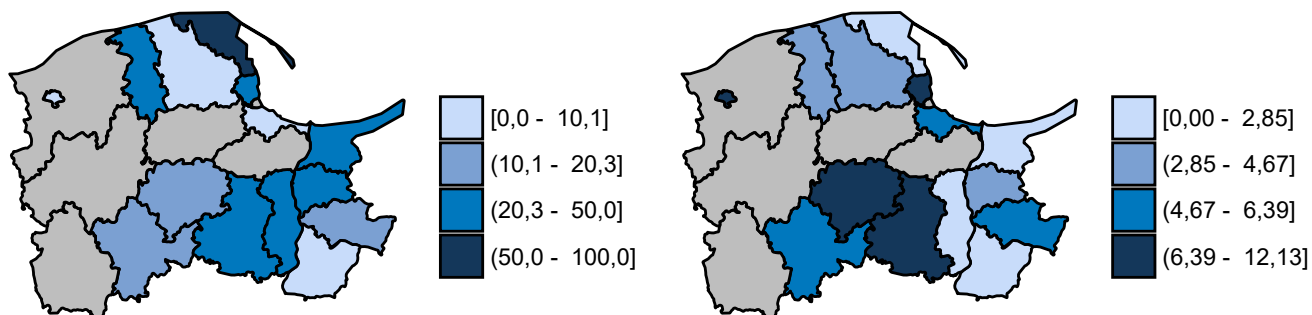 [0,0 - 10,1]
(10,1 - 20,3]
(20,3 - 50,0]
(50,0 - 100,0]
[0,00 - 2,85]
(2,85 - 4,67]
(4,67 - 6,39]
(6,39 - 12,13]